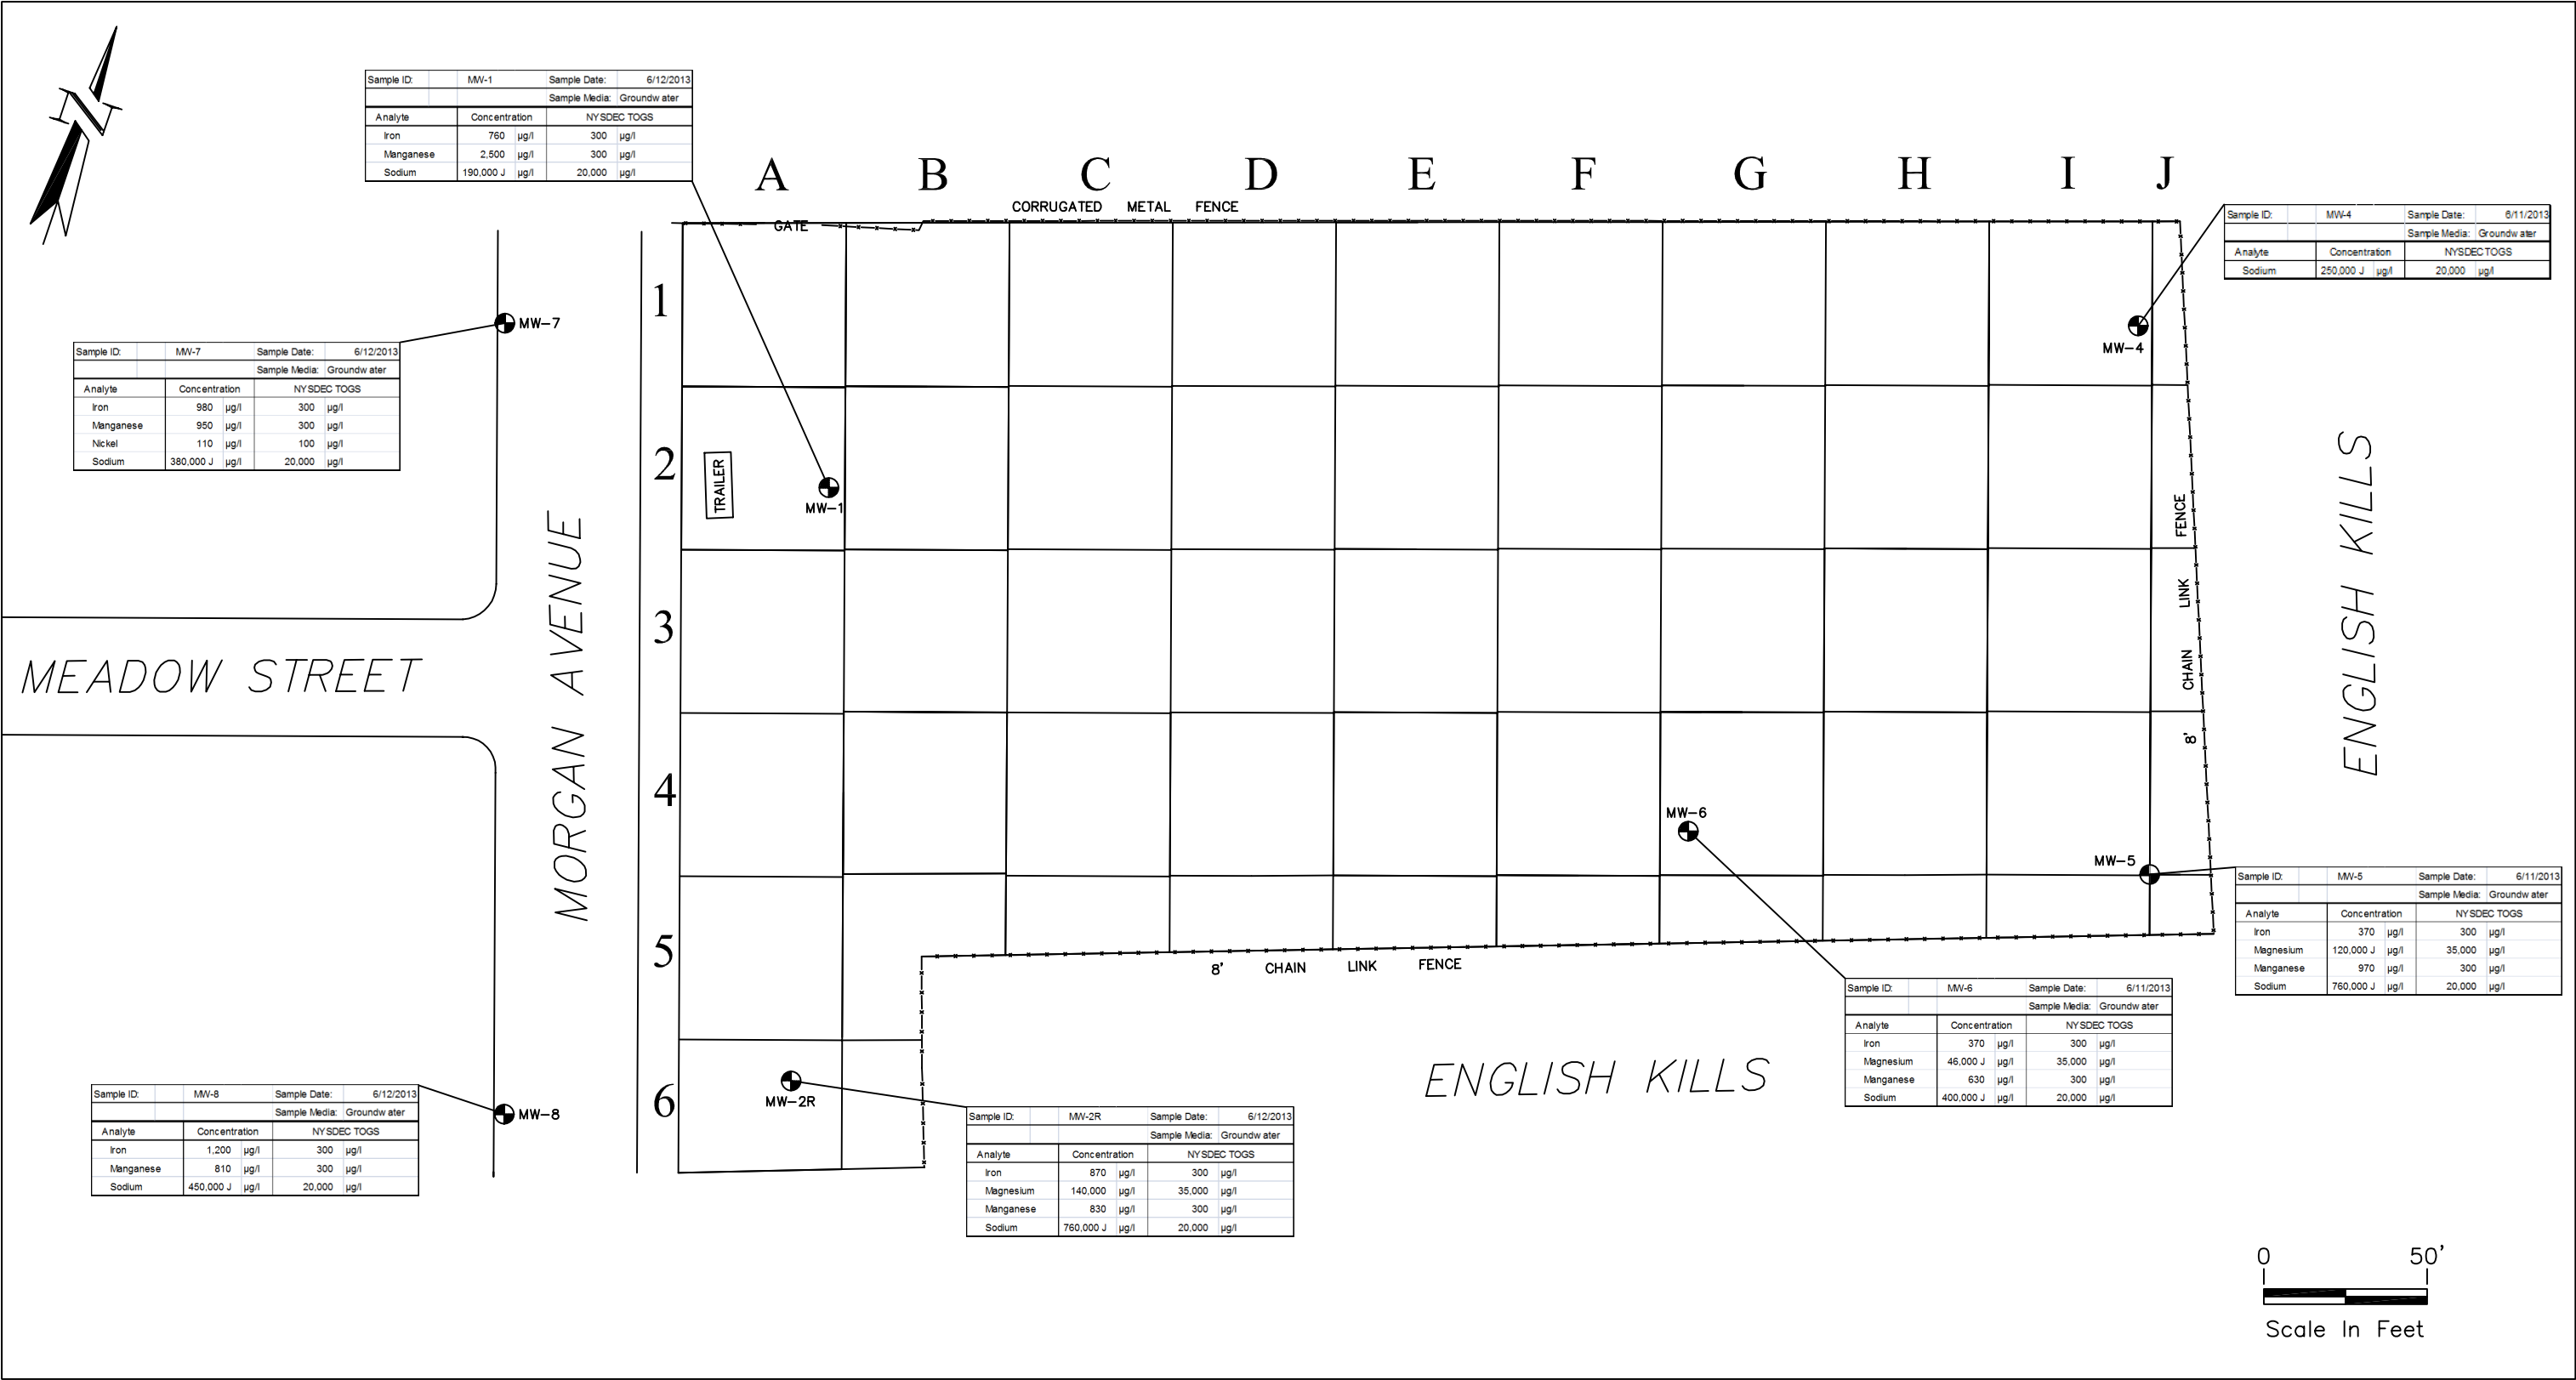 N
Sample ID: MW-1 Sample Date: 6/12/2013
Sample Media: Groundwater
Analyte Concentration NYSDEC TOGS
Iron 760 µg/l 300 µg/l
Manganese 2,500 µg/l 300 µg/l
Sodium 190,000 J µg/l 20,000 µg/l
A B C D E F G H I J
CORRUGATED METAL FENCE
GATE
Sample ID: MW-4 Sample Date: 6/11/2013
Sample Media: Groundwater
Analyte Concentration NYSDEC TOGS
Sodium 250,000 J µg/l 20,000 µg/l
1
MW-7
MW-4
Sample ID: MW-7 Sample Date: 6/12/2013
Sample Media: Groundwater
Analyte Concentration NYSDEC TOGS
Iron 980 µg/l 300 µg/l
Manganese 950 µg/l 300 µg/l
Nickel 110 µg/l 100 µg/l
Sodium 380,000 J µg/l 20,000 µg/l
2
TRAILER
MW-1
8' CHAIN LINK FENCE
ENGLISH KILLS
3
MEADOW STREET
MORGAN AVENUE
4
MW-6
MW-5
Sample ID: MW-5 Sample Date: 6/11/2013
Sample Media: Groundwater
Analyte Concentration NYSDEC TOGS
Iron 370 µg/l 300 µg/l
Magnesium 120,000 J µg/l 35,000 µg/l
Manganese 970 µg/l 300 µg/l
Sodium 760,000 J µg/l 20,000 µg/l
5
8' CHAIN LINK FENCE
Sample ID: MW-6 Sample Date: 6/11/2013
Sample Media: Groundwater
Analyte Concentration NYSDEC TOGS
Iron 370 µg/l 300 µg/l
Magnesium 46,000 J µg/l 35,000 µg/l
Manganese 630 µg/l 300 µg/l
Sodium 400,000 J µg/l 20,000 µg/l
ENGLISH KILLS
6
MW-2R
MW-8
Sample ID: MW-8 Sample Date: 6/12/2013
Sample Media: Groundwater
Analyte Concentration NYSDEC TOGS
Iron 1,200 µg/l 300 µg/l
Manganese 810 µg/l 300 µg/l
Sodium 450,000 J µg/l 20,000 µg/l
Sample ID: MW-2R Sample Date: 6/12/2013
Sample Media: Groundwater
Analyte Concentration NYSDEC TOGS
Iron 870 µg/l 300 µg/l
Magnesium 140,000 µg/l 35,000 µg/l
Manganese 830 µg/l 300 µg/l
Sodium 760,000 J µg/l 20,000 µg/l
0 50'
Scale In Feet